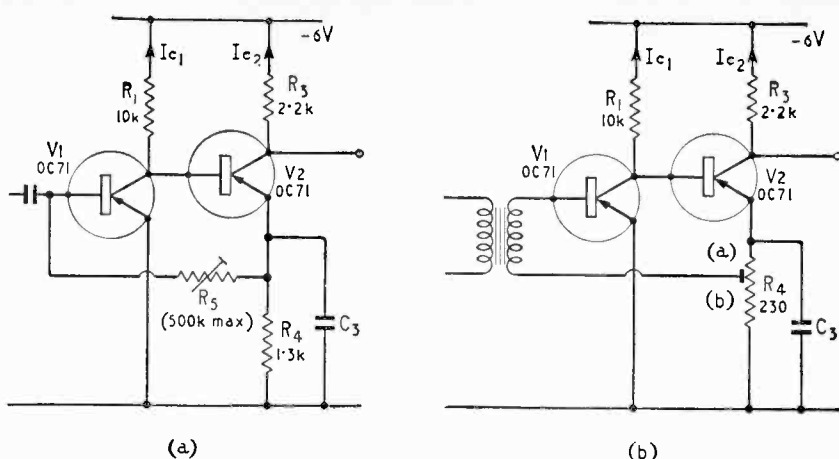 -6V
Ic1
Ic2
R1
10k
R3
2·2k
V1
OC71
V2
OC71
R5
(500k max)
R4
1·3k
C3
(a)
-6V
Ic1
Ic2
R1
10k
R3
2·2k
V1
OC71
V2
OC71
(a)
(b)
R4
230
C3
(b)